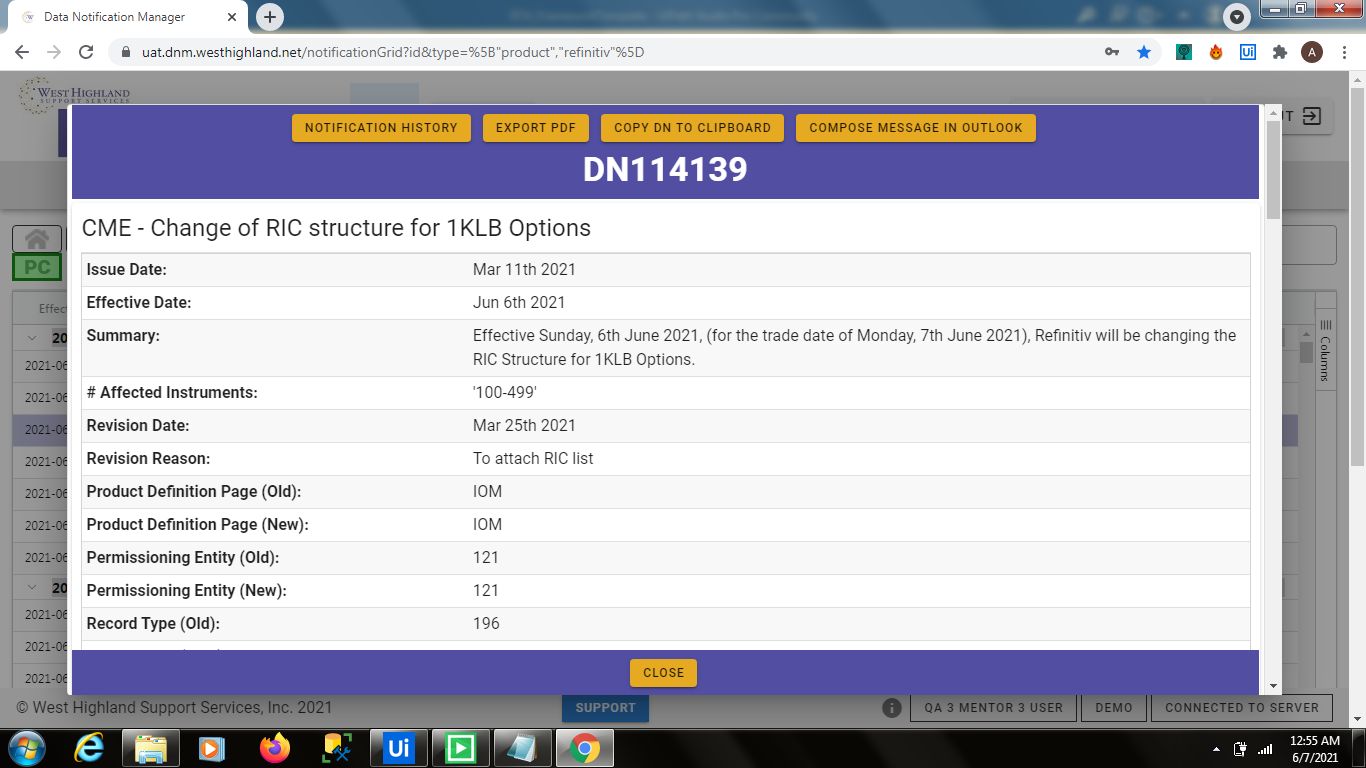 Data Notification Manager
uat.dnm.westhighland.net/notificationGrid?id&type=%5B"product","refinitiv"%5D
Ui
A
WEST HIGHLAND
SUPPORT SERVICES
NOTIFICATION HISTORY
EXPORT PDF
COPY DN TO CLIPBOARD
COMPOSE MESSAGE IN OUTLOOK
DN114139
CME - Change of RIC structure for 1KLB Options
Issue Date: Mar 11th 2021
Effective Date: Jun 6th 2021
Summary: Effective Sunday, 6th June 2021, (for the trade date of Monday, 7th June 2021), Refinitiv will be changing the
RIC Structure for 1KLB Options.
# Affected Instruments: '100-499'
Revision Date: Mar 25th 2021
Revision Reason: To attach RIC list
Product Definition Page (Old): IOM
Product Definition Page (New): IOM
Permissioning Entity (Old): 121
Permissioning Entity (New): 121
Record Type (Old): 196
CLOSE
PC
Effec
20
2021-06
2021-06
2021-06
2021-06
2021-06
2021-06
2021-06
20
2021-06
2021-06
2021-06
Columns
© West Highland Support Services, Inc. 2021
SUPPORT
QA 3 MENTOR 3 USER
DEMO
CONNECTED TO SERVER
Ui
12:55 AM
6/7/2021